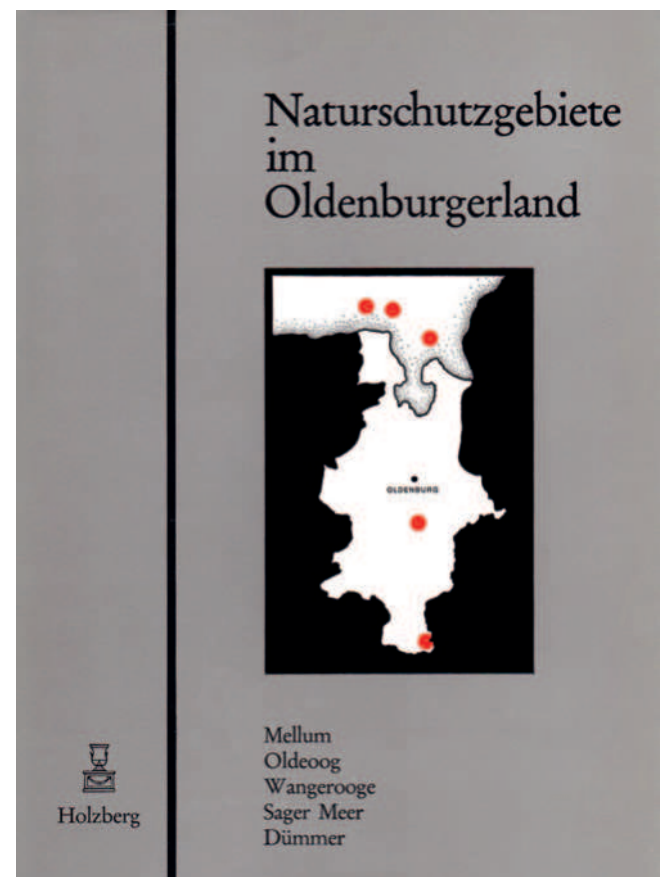 Naturschutzgebiete
im
Oldenburgerland
OLDENBURG
Mellum
Oldeoog
Wangerooge
Sager Meer
Dümmer
Holzberg